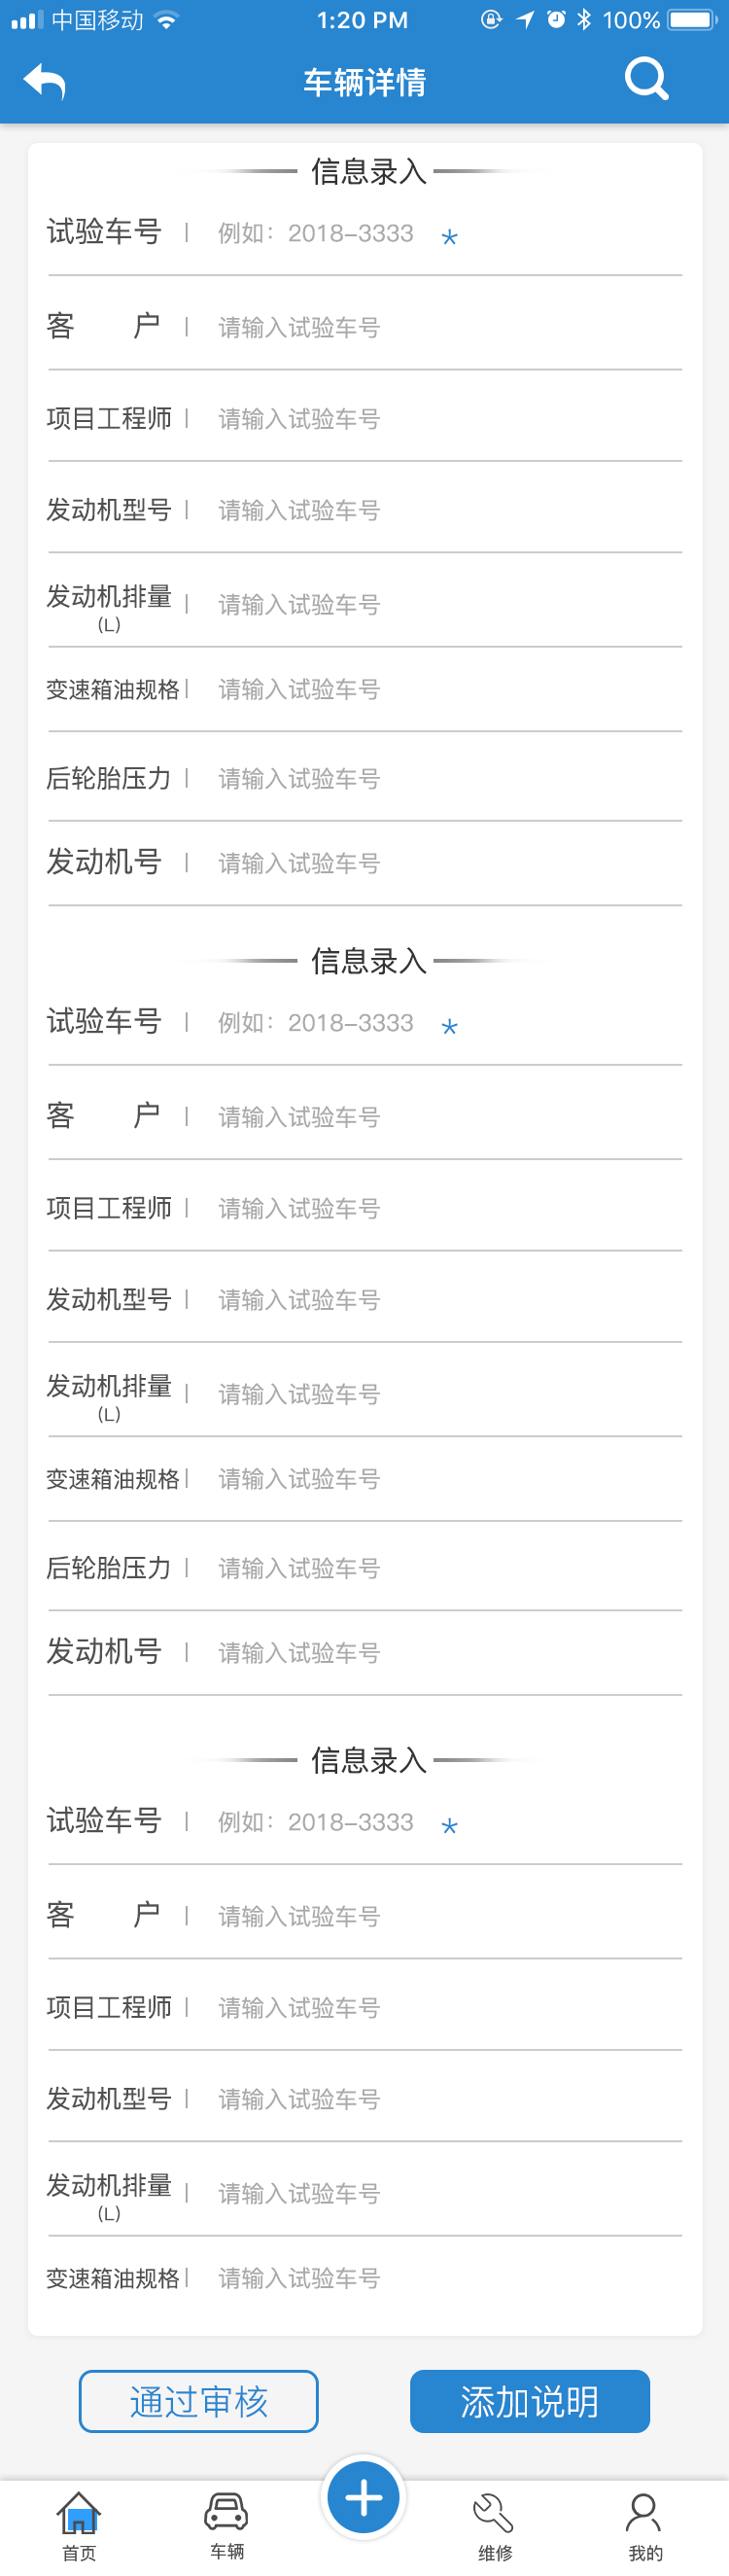 中国移动 1:20 PM 100%
车辆详情
信息录入
试验车号 例如：2018-3333 *
客 户 请输入试验车号
项目工程师 请输入试验车号
发动机型号 请输入试验车号
发动机排量 请输入试验车号
(L)
变速箱油规格 请输入试验车号
后轮胎压力 请输入试验车号
发动机号 请输入试验车号
信息录入
试验车号 例如：2018-3333 *
客 户 请输入试验车号
项目工程师 请输入试验车号
发动机型号 请输入试验车号
发动机排量 请输入试验车号
(L)
变速箱油规格 请输入试验车号
后轮胎压力 请输入试验车号
发动机号 请输入试验车号
信息录入
试验车号 例如：2018-3333 *
客 户 请输入试验车号
项目工程师 请输入试验车号
发动机型号 请输入试验车号
发动机排量 请输入试验车号
(L)
变速箱油规格 请输入试验车号
通过审核 添加说明
首页 车辆 维修 我的